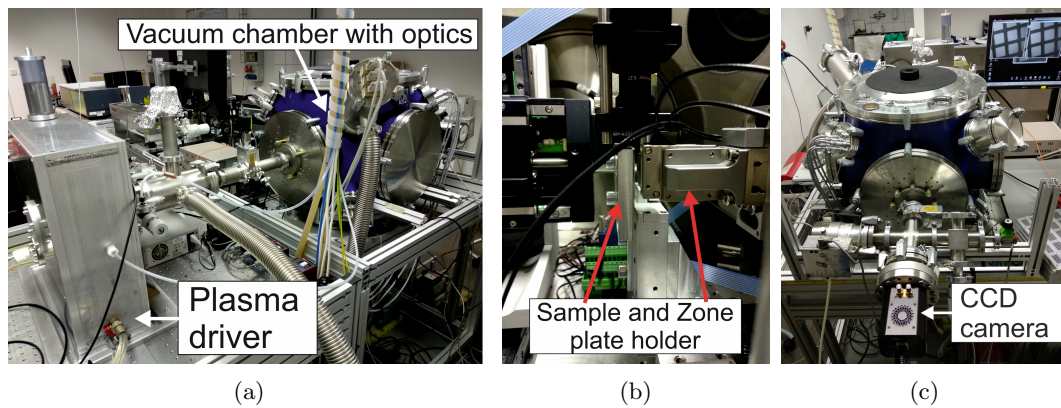 Vacuum chamber with optics
Plasma
driver
Sample and Zone
plate holder
CCD
camera
(a)
(b)
(c)